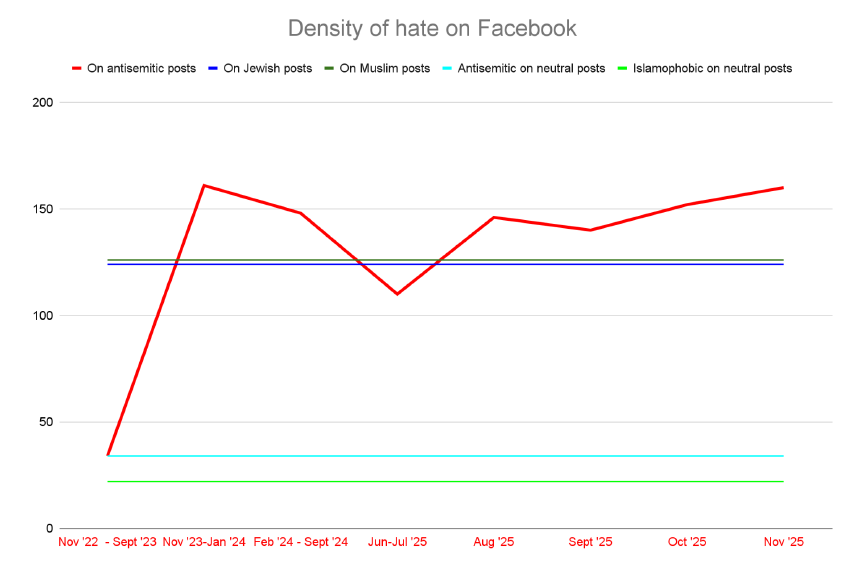 Density of hate on Facebook
On antisemitic posts On Jewish posts On Muslim posts Antisemitic on neutral posts Islamophobic on neutral posts
200
150
100
50
0
Nov '22 - Sept '23 Nov '23-Jan '24 Feb '24 - Sept '24 Jun-Jul '25 Aug '25 Sept '25 Oct '25 Nov '25